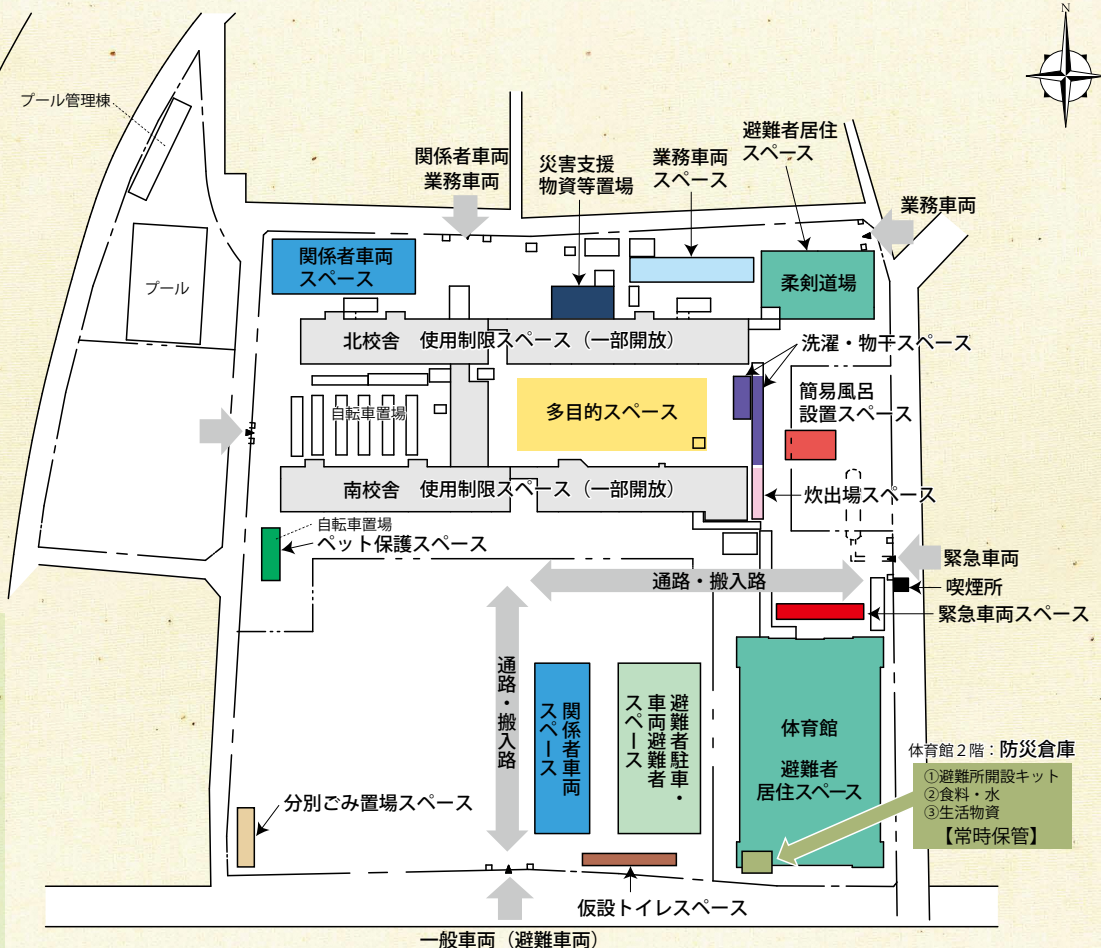 N
プール管理棟
関係者車両
業務車両
災害支援
物資等置場
業務車両
スペース
避難者居住
スペース
業務車両
関係者車両
スペース
柔剣道場
プール
北校舎 使用制限スペース（一部開放）
洗濯・物干スペース
自転車置場
多目的スペース
簡易風呂
設置スペース
南校舎 使用制限スペース（一部開放）
炊出場スペース
自転車置場
ペット保護スペース
緊急車両
通路・搬入路
喫煙所
緊急車両スペース
通路・搬入路
関係者車両
スペース
避難者駐車・
車両避難者
スペース
体育館
避難者
居住スペース
体育館２階：防災倉庫
①避難所開設キット
②食料・水
③生活物資
【常時保管】
分別ごみ置場スペース
仮設トイレスペース
一般車両（避難車両）